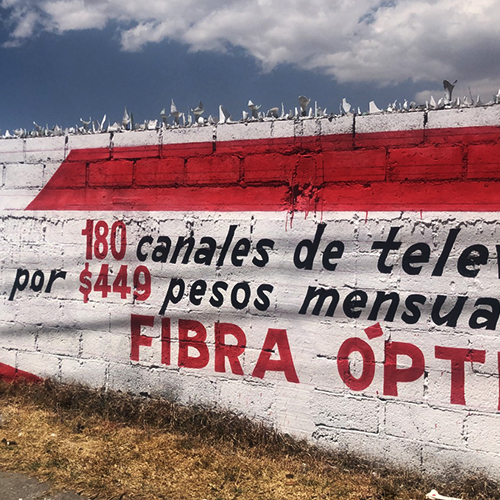 180 canales de telev
por $449 pesos mensua
FIBRA ÓPT